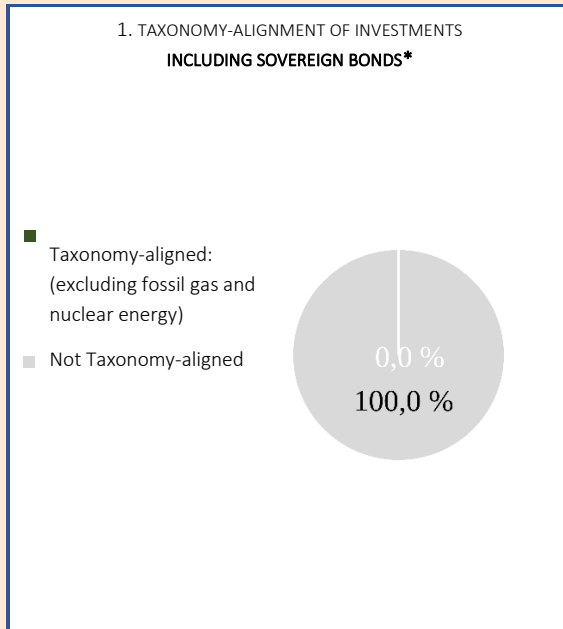 1. TAXONOMY-ALIGNMENT OF INVESTMENTS
INCLUDING SOVEREIGN BONDS*
Taxonomy-aligned:
(excluding fossil gas and
nuclear energy)
Not Taxonomy-aligned
0,0 %
100,0 %